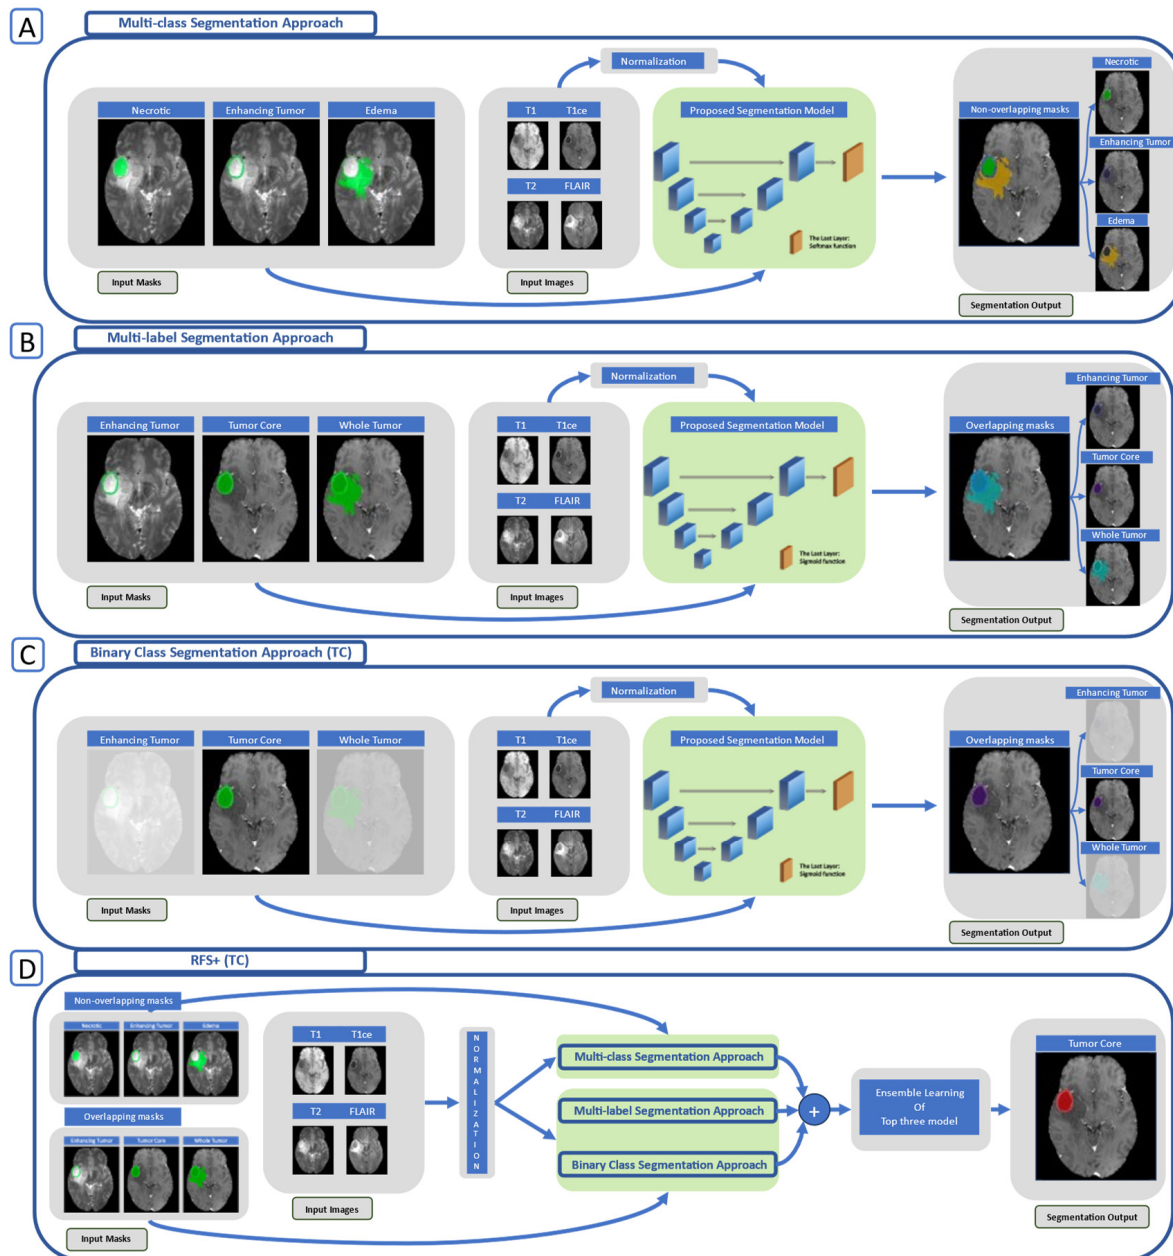 A
Multi-class Segmentation Approach
Normalization
Necrotic
Enhancing Tumor
Edema
T1
T1ce
T2
FLAIR
Proposed Segmentation Model
The Last Layer:
Softmax function
Non-overlapping masks
Necrotic
Enhancing Tumor
Edema
Input Masks
Input Images
Segmentation Output
B
Multi-label Segmentation Approach
Normalization
Enhancing Tumor
Tumor Core
Whole Tumor
T1
T1ce
T2
FLAIR
Proposed Segmentation Model
The Last Layer:
Sigmoid function
Overlapping masks
Enhancing Tumor
Tumor Core
Whole Tumor
Input Masks
Input Images
Segmentation Output
C
Binary Class Segmentation Approach (TC)
Normalization
Enhancing Tumor
Tumor Core
Whole Tumor
T1
T1ce
T2
FLAIR
Proposed Segmentation Model
The Last Layer:
Sigmoid function
Overlapping masks
Enhancing Tumor
Tumor Core
Whole Tumor
Input Masks
Input Images
Segmentation Output
D
RFS+ (TC)
Non-overlapping masks
Necrotic
Enhancing Tumor
Edema
Overlapping masks
Enhancing Tumor
Tumor Core
Whole Tumor
Input Masks
T1
T1ce
T2
FLAIR
Input Images
NORMALIZATION
Multi-class Segmentation Approach
Multi-label Segmentation Approach
Binary Class Segmentation Approach
+
Ensemble Learning
Of
Top three model
Tumor Core
Segmentation Output